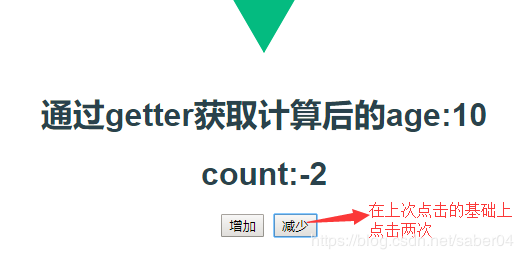 通过getter获取计算后的age:10
count:-2
增加 减少
在上次点击的基础上
点击两次
https://blog.csdn.net/saber04